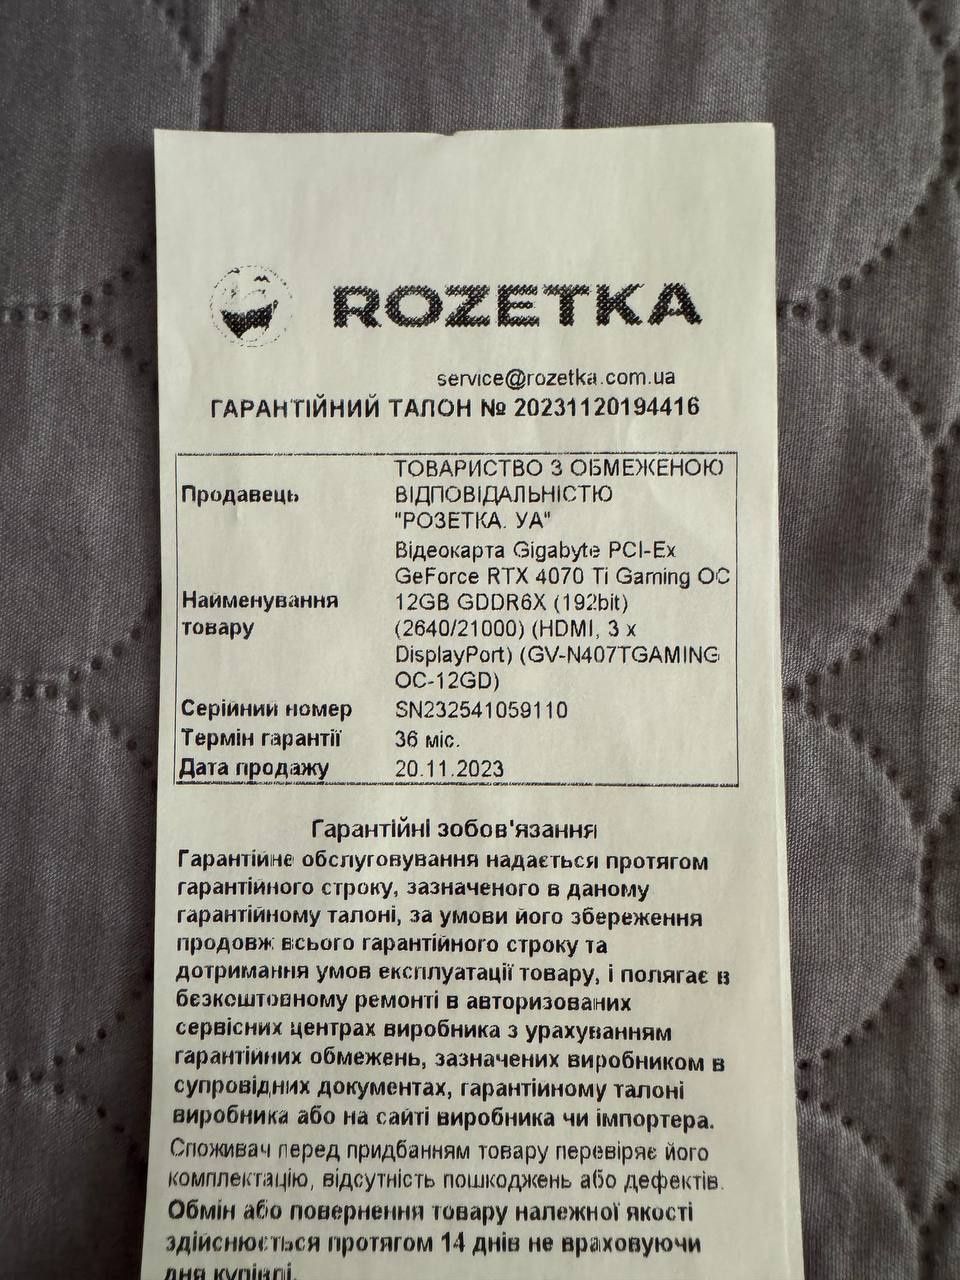 ROZETKA
service@rozetka.com.ua
ГАРАНТІЙНИЙ ТАЛОН № 20231120194416
Продавець
ТОВАРИСТВО З ОБМЕЖЕНОЮ
ВІДПОВІДАЛЬНІСТЮ
"РОЗЕТКА. УА"
Найменування
товару
Відеокарта Gigabyte PCI-Ex
GeForce RTX 4070 Ti Gaming OC
12GB GDDR6X (192bit)
(2640/21000) (HDMI, 3 x
DisplayPort) (GV-N407TGAMING
OC-12GD)
Серійний номер SN232541059110
Термін гарантії 36 міс.
Дата продажу 20.11.2023
Гарантійні зобов'язання
Гарантійне обслуговування надається протягом
гарантійного строку, зазначеного в даному
гарантійному талоні, за умови його збереження
продовж всього гарантійного строку та
дотримання умов експлуатації товару, і полягає в
безкоштовному ремонті в авторизованих
сервісних центрах виробника з урахуванням
гарантійних обмежень, зазначених виробником в
супровідних документах, гарантійному талоні
виробника або на сайті виробника чи імпортера.
Споживач перед придбанням товару перевіряє його
комплектацію, відсутність пошкоджень або дефектів.
Обмін або повернення товару належної якості
здійснюється протягом 14 днів не враховуючи
дня купівлі.